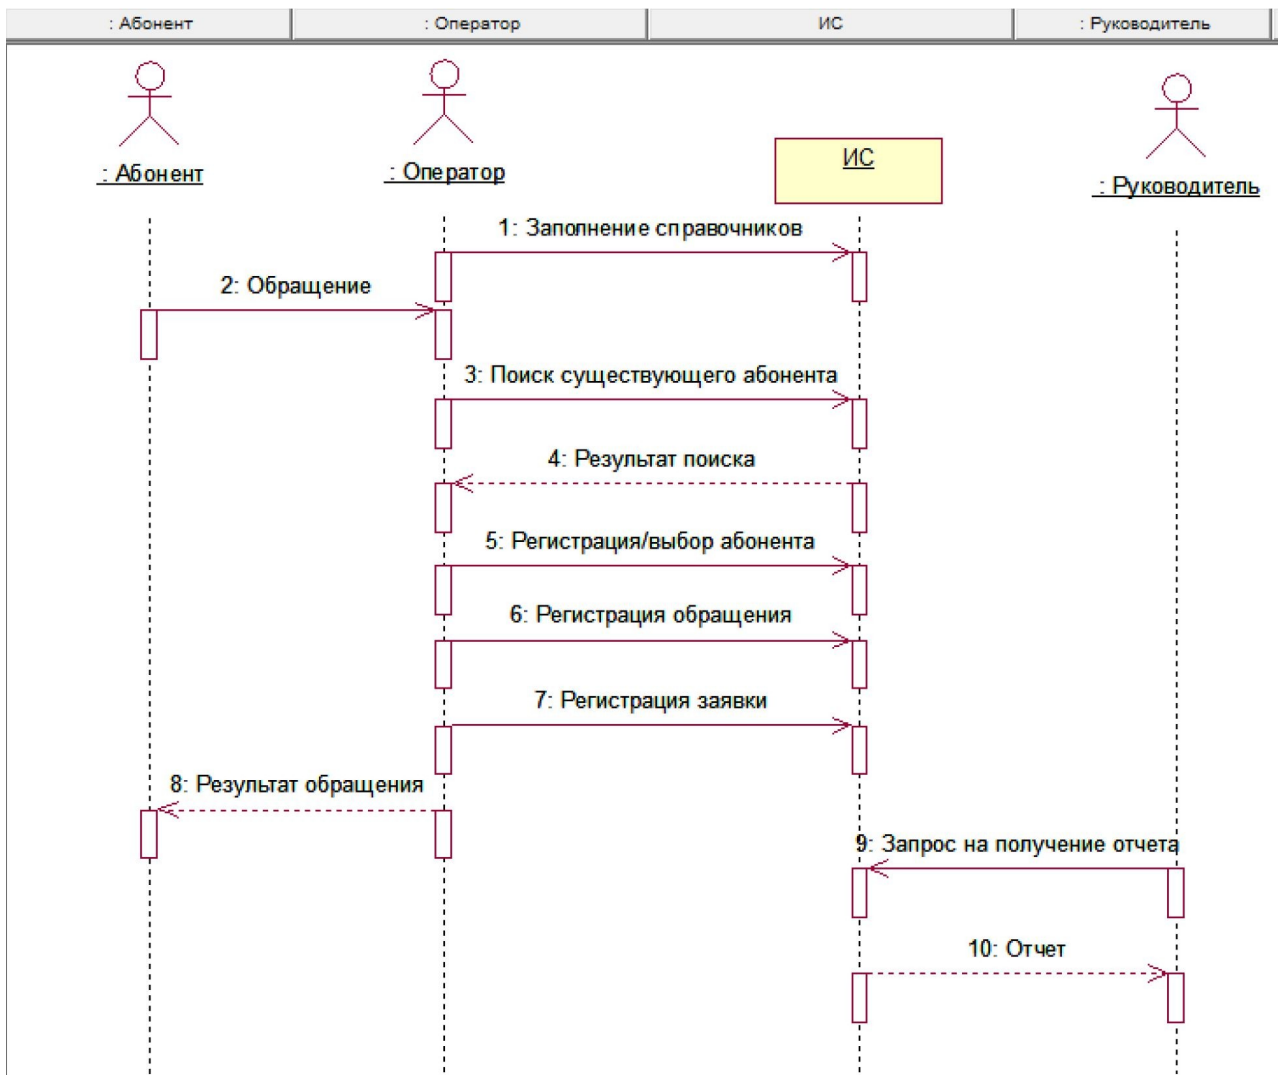 : Абонент
: Оператор
ИС
: Руководитель
: Абонент
: Оператор
ИС
: Руководитель
1: Заполнение справочников
2: Обращение
3: Поиск существующего абонента
4: Результат поиска
5: Регистрация/выбор абонента
6: Регистрация обращения
7: Регистрация заявки
8: Результат обращения
9: Запрос на получение отчета
10: Отчет